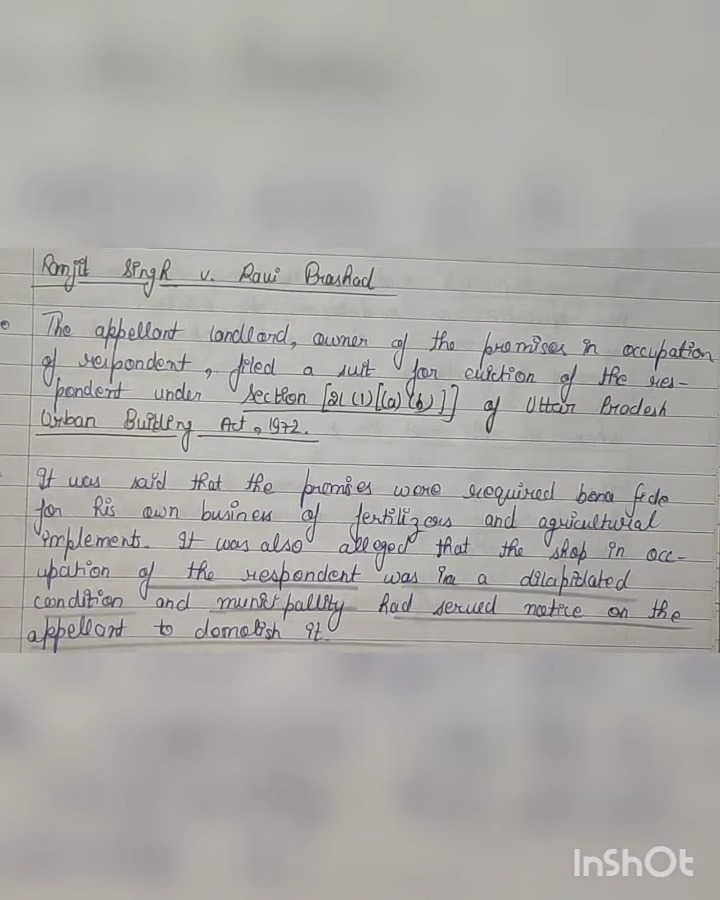 Ranjit Singh v. Ravi Prashad
The appellant landlord, owner of the premises in occupation
of respondent, filed a suit for eviction of the res-
pondent under Section [21(1)[(a)(b)]] of Uttar Pradesh
Urban Building Act, 1972.
It was said that the premises were required bona fide
for his own business of fertilizers and agricultural
implement. It was also alleged that the shop in occ-
upation of the respondent was in a dilapitlated
condition and municipallity had served notice on the
appellant to demolish it.
InShOt